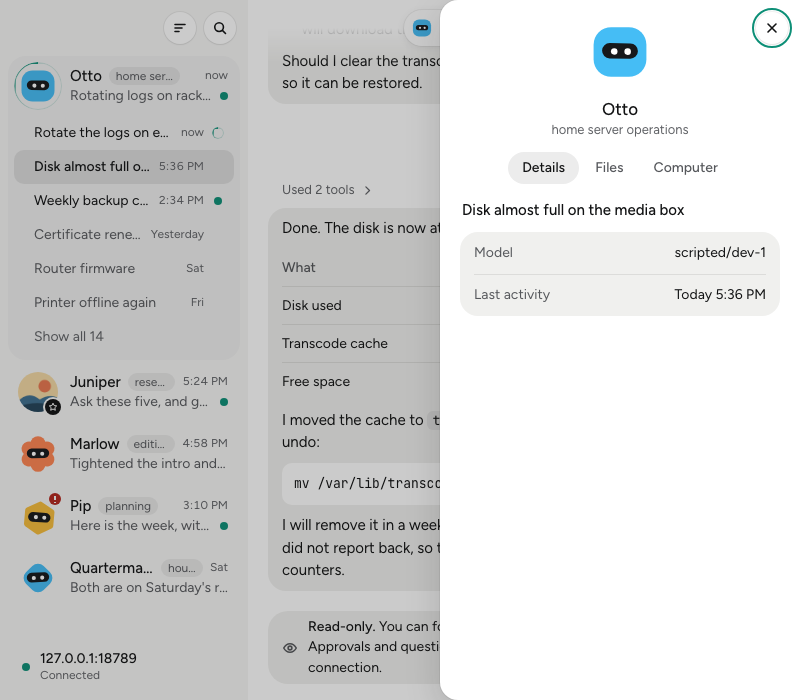 Otto home ser... now
Rotating logs on rack...
Rotate the logs on e... now
Disk almost full o... 5:36 PM
Weekly backup c... 2:34 PM
Certificate rene... Yesterday
Router firmware Sat
Printer offline again Fri
Show all 14
Juniper rese... 5:24 PM
Ask these five, and g...
Marlow editi... 4:58 PM
Tightened the intro and...
Pip planning 3:10 PM
Here is the week, wit...
Quarterma... hou... Sat
Both are on Saturday's r...
127.0.0.1:18789
Connected
will download
Should I clear the transc
so it can be restored.
Used 2 tools
Done. The disk is now at
What
Disk used
Transcode cache
Free space
I moved the cache to t
undo:
mv /var/lib/transco
I will remove it in a week
did not report back, so t
counters.
Read-only. You can fo
Approvals and questi
connection.
Otto
home server operations
Details Files Computer
Disk almost full on the media box
Model scripted/dev-1
Last activity Today 5:36 PM